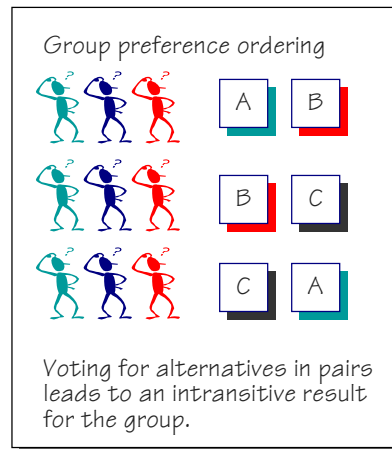 Group preference ordering
? ? ? A B
? ? ? B C
? ? ? C A
Voting for alternatives in pairs
leads to an intransitive result
for the group.